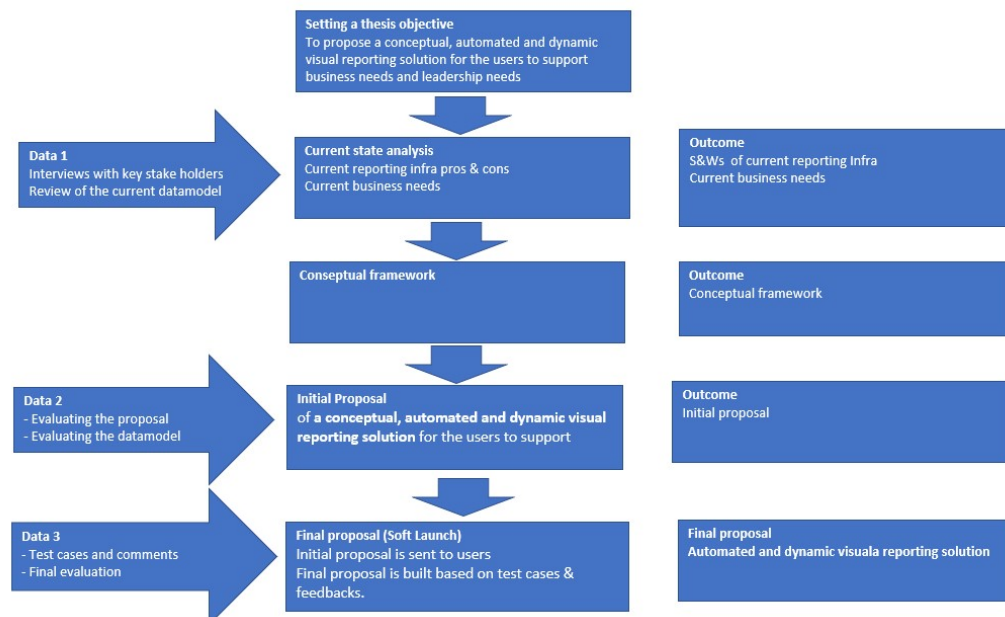 Setting a thesis objective
To propose a conceptual, automated and dynamic
visual reporting solution for the users to support
business needs and leadership needs
Data 1
Interviews with key stake holders
Review of the current datamodel
Current state analysis
Current reporting infra pros & cons
Current business needs
Outcome
S&Ws of current reporting Infra
Current business needs
Conseptual framework
Outcome
Conceptual framework
Data 2
- Evaluating the proposal
- Evaluating the datamodel
Initial Proposal
of a conceptual, automated and dynamic visual
reporting solution for the users to support
Outcome
Initial proposal
Data 3
- Test cases and comments
- Final evaluation
Final proposal (Soft Launch)
Initial proposal is sent to users
Final proposal is built based on test cases &
feedbacks.
Final proposal
Automated and dynamic visuala reporting solution